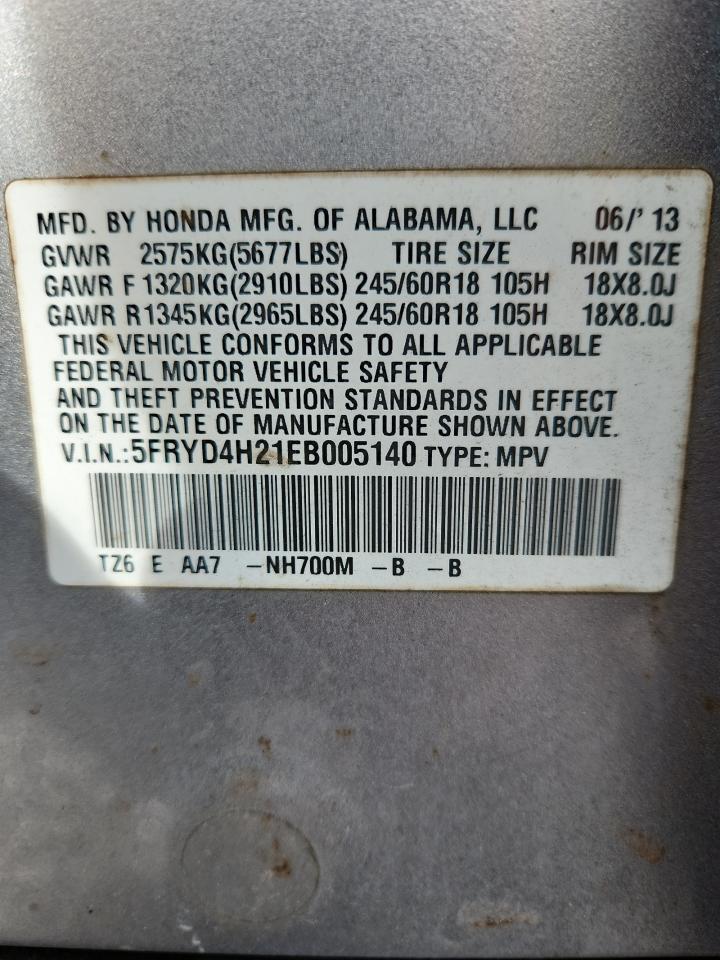 MFD. BY HONDA MFG. OF ALABAMA, LLC 06/' 13
GVWR 2575KG(5677LBS) TIRE SIZE RIM SIZE
GAWR F 1320KG(2910LBS) 245/60R18 105H 18X8.0J
GAWR R1345KG(2965LBS) 245/60R18 105H 18X8.0J
THIS VEHICLE CONFORMS TO ALL APPLICABLE
FEDERAL MOTOR VEHICLE SAFETY
AND THEFT PREVENTION STANDARDS IN EFFECT
ON THE DATE OF MANUFACTURE SHOWN ABOVE.
V.I.N.:5FRYD4H21EB005140 TYPE: MPV
TZ6 E AA7 -NH700M -B -B